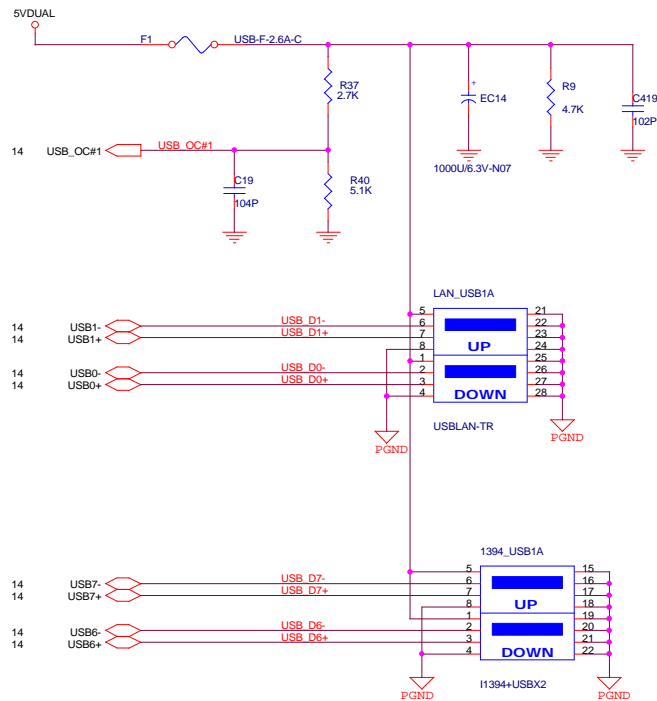 5VDUAL
F1 USB-F-2.6A-C
R37
2.7K
EC14
R9
4.7K
C419
102P
14 USB_OC#1 USB_OC#1
C19
104P
R40
5.1K
1000U/6.3V-N07
LAN_USB1A
5 21
14 USB1- USB_D1- 6 22
14 USB1+ USB_D1+ 7 23
8 UP 24
1 25
14 USB0- USB_D0- 2 26
14 USB0+ USB_D0+ 3 27
4 DOWN 28
USBLAN-TR
PGND PGND
1394_USB1A
5 15
14 USB7- USB_D7- 6 16
14 USB7+ USB_D7+ 7 17
8 UP 18
1 19
14 USB6- USB_D6- 2 20
14 USB6+ USB_D6+ 3 21
4 DOWN 22
I1394+USBX2
PGND PGND